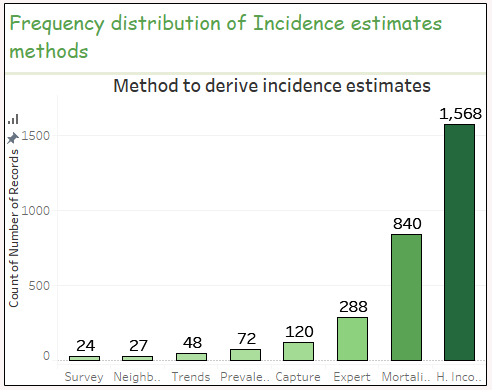 Frequency distribution of Incidence estimates
methods
Method to derive incidence estimates
Count of Number of Records
1500
1000
500
0
24
27
48
72
120
288
840
1,568
Survey
Neighb..
Trends
Prevale..
Capture
Expert
Mortali..
H. Inco..